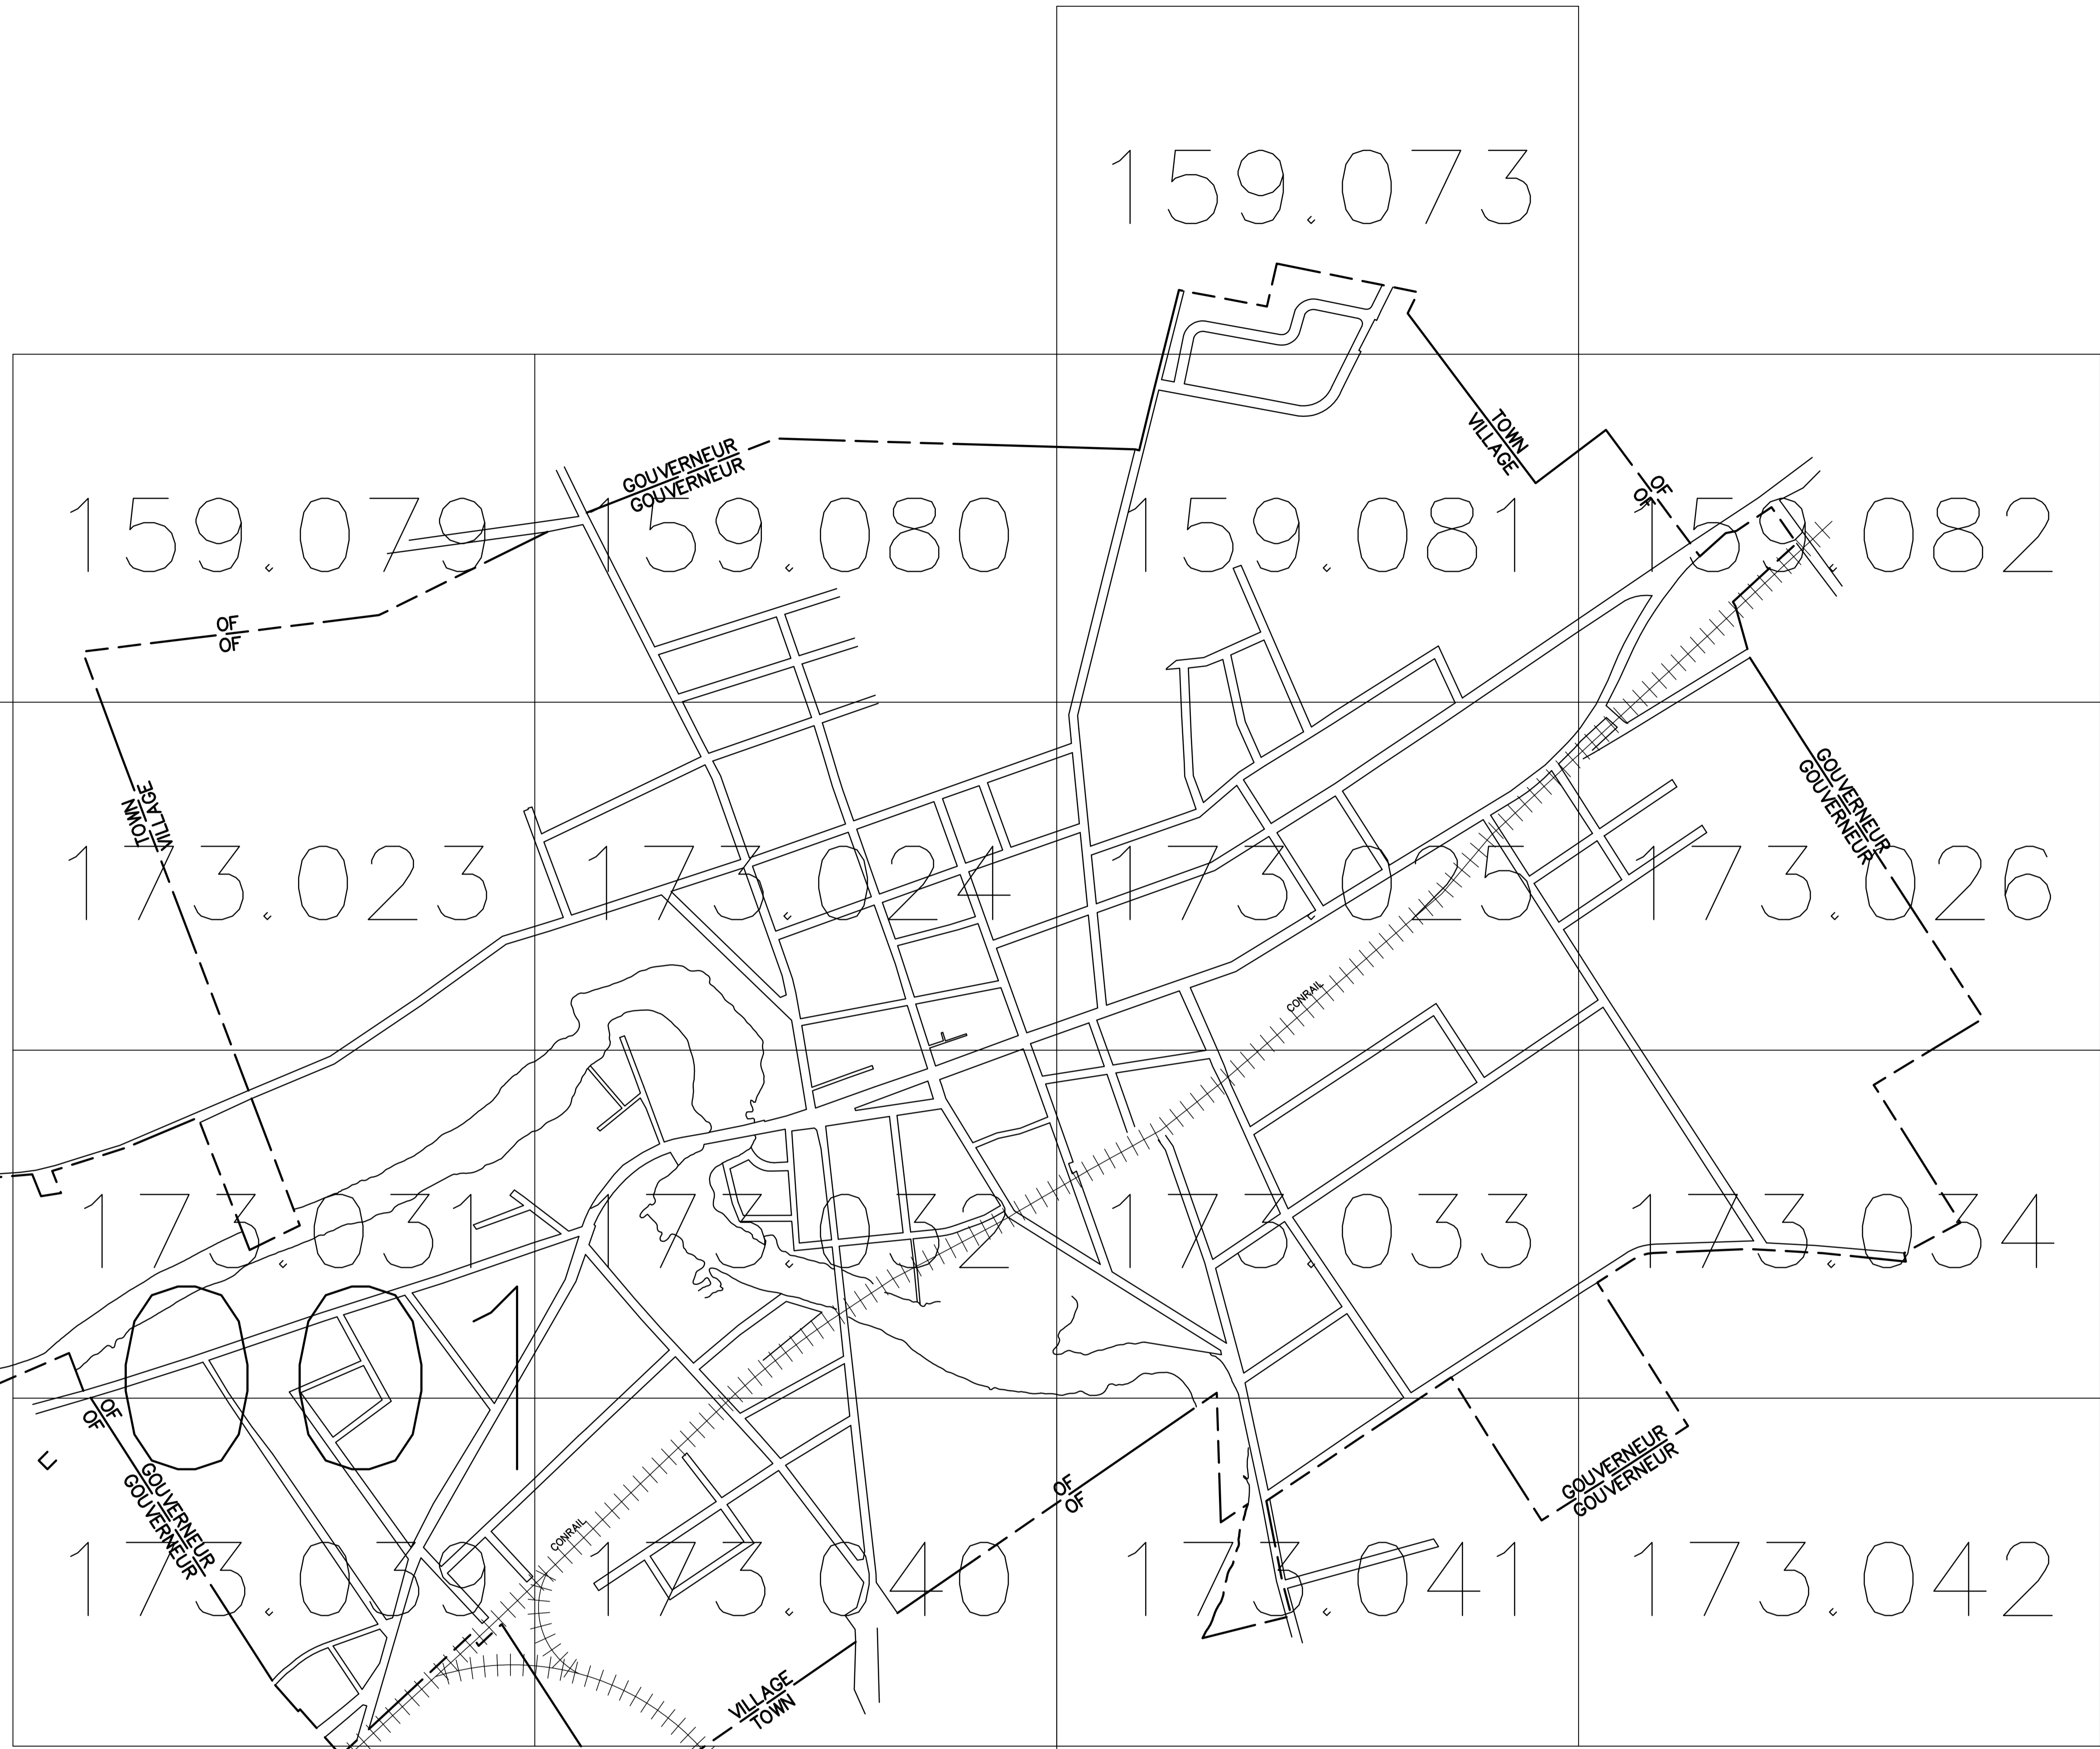 159.073
TOWN
VILLAGE
GOUVERNEUR
GOUVERNEUR
OF
OF
159.079
159.080
159.081
159.082
OF
OF
VILLAGE
TOWN
GOUVERNEUR
GOUVERNEUR
173.023
173.024
173.025
173.026
CONRAIL
173.031
173.032
173.033
173.034
001
OF
OF
GOUVERNEUR
GOUVERNEUR
OF
OF
GOUVERNEUR
GOUVERNEUR
CONRAIL
173.039
173.040
173.041
173.042
VILLAGE
TOWN